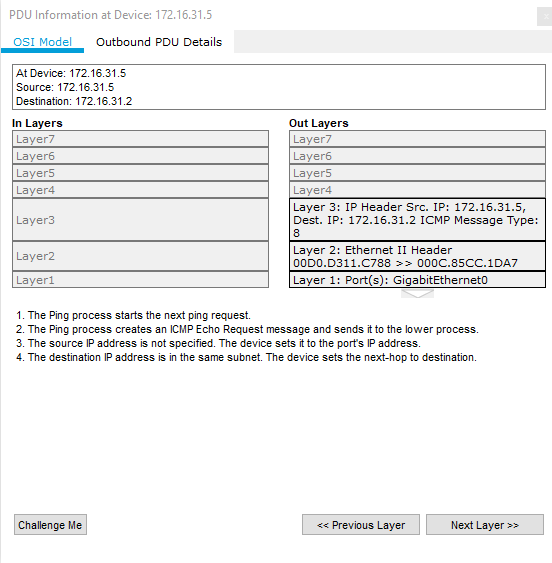 PDU Information at Device: 172.16.31.5
OSI Model Outbound PDU Details
At Device: 172.16.31.5
Source: 172.16.31.5
Destination: 172.16.31.2
In Layers
Layer7
Layer6
Layer5
Layer4
Layer3
Layer2
Layer1
Out Layers
Layer7
Layer6
Layer5
Layer4
Layer 3: IP Header Src. IP: 172.16.31.5,
Dest. IP: 172.16.31.2 ICMP Message Type:
8
Layer 2: Ethernet II Header
00D0.D311.C788 >> 000C.85CC.1DA7
Layer 1: Port(s): GigabitEthernet0
1. The Ping process starts the next ping request.
2. The Ping process creates an ICMP Echo Request message and sends it to the lower process.
3. The source IP address is not specified. The device sets it to the port's IP address.
4. The destination IP address is in the same subnet. The device sets the next-hop to destination.
Challenge Me
<< Previous Layer
Next Layer >>